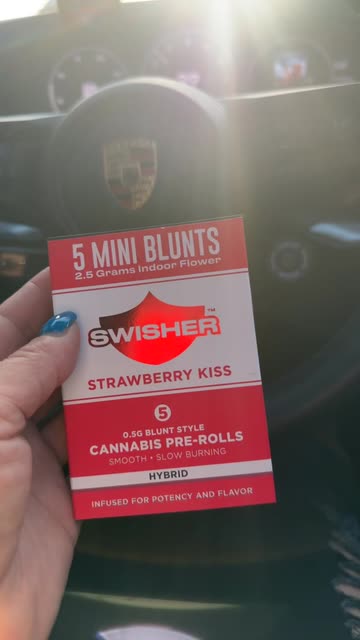 5 MINI BLUNTS
2.5 Grams Indoor Flower
SWISHER™
STRAWBERRY KISS
5
0.5G BLUNT STYLE
CANNABIS PRE-ROLLS
SMOOTH • SLOW BURNING
HYBRID
INFUSED FOR POTENCY AND FLAVOR